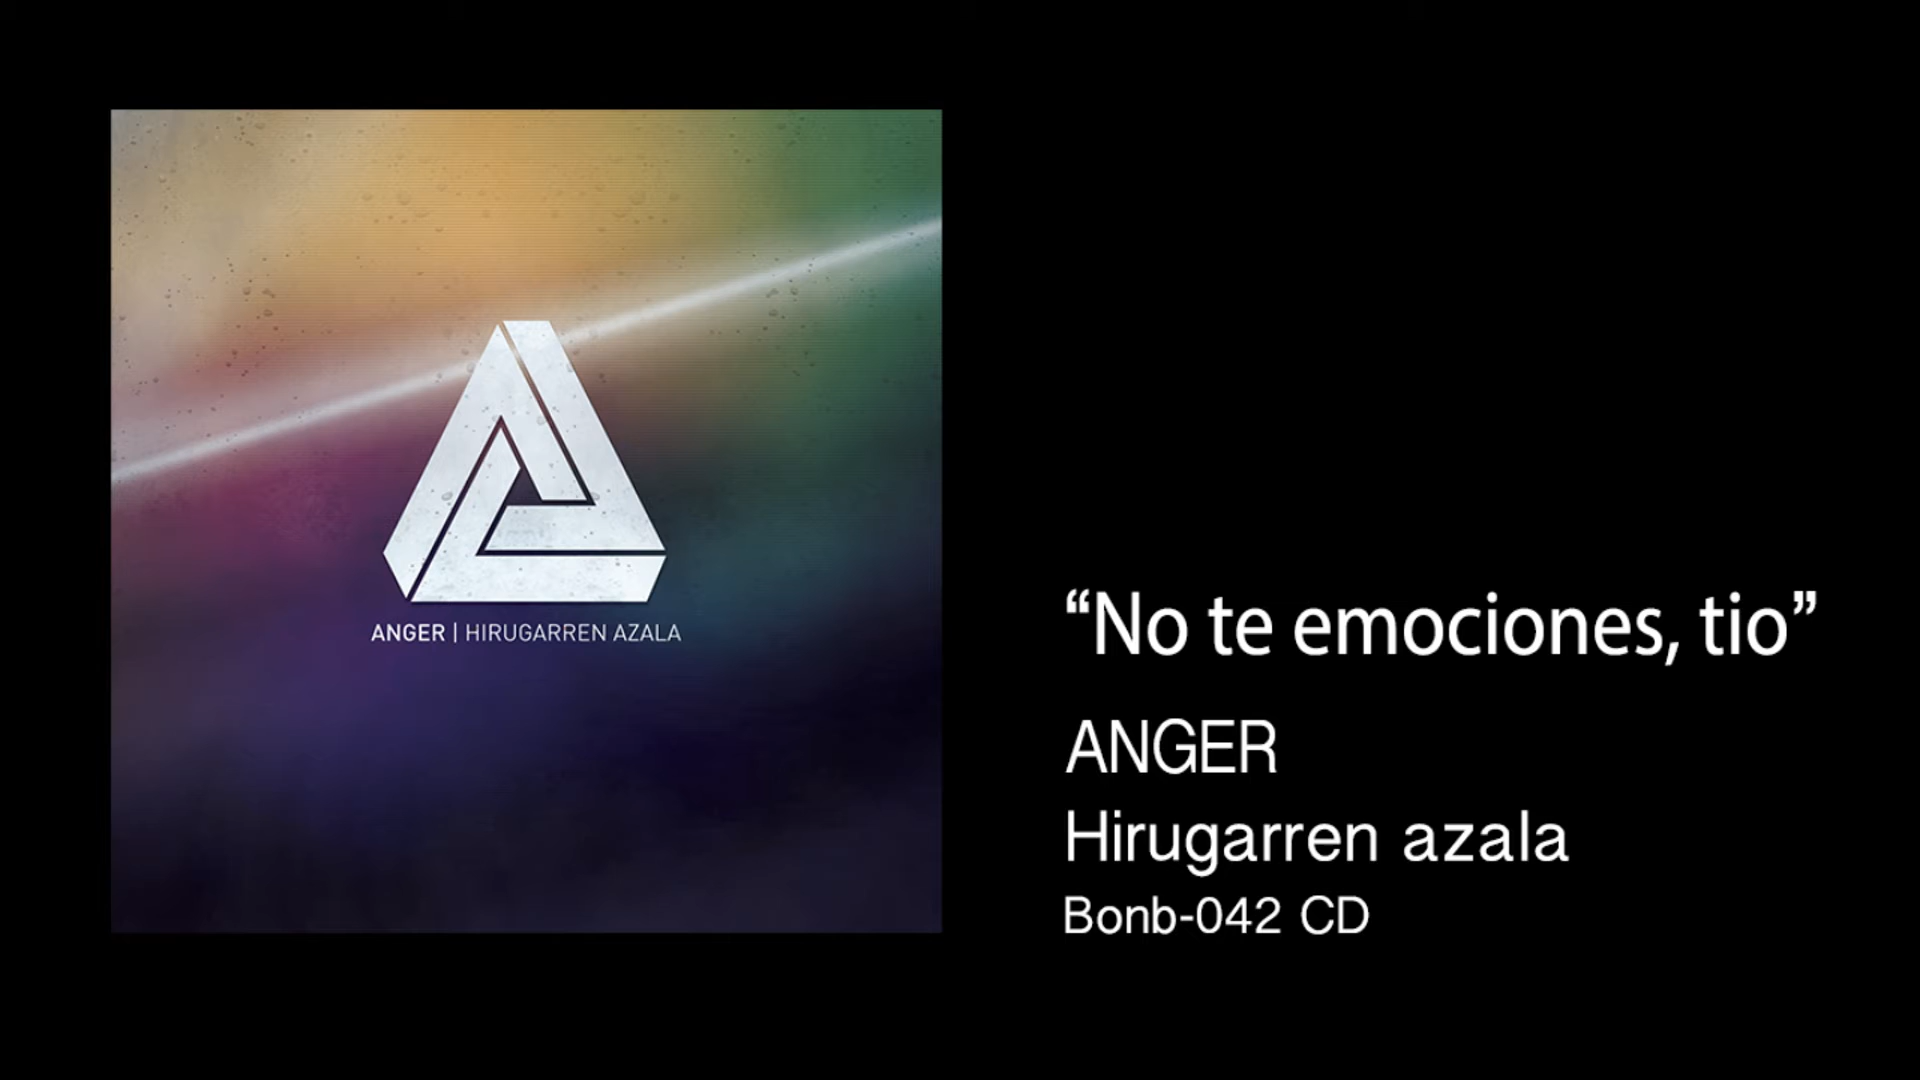 ANGER | HIRUGARREN AZALA
“No te emociones, tio”
ANGER
Hirugarren azala
Bonb-042 CD